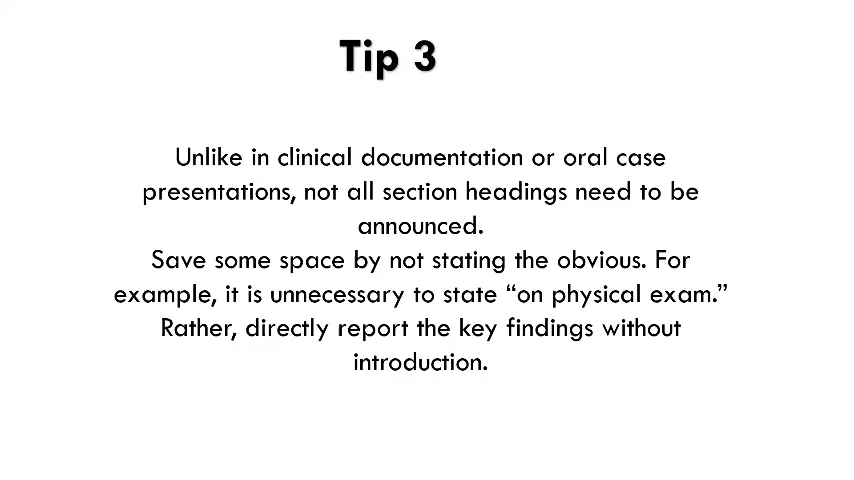 Tip 3
Unlike in clinical documentation or oral case
presentations, not all section headings need to be
announced.
Save some space by not stating the obvious. For
example, it is unnecessary to state “on physical exam.”
Rather, directly report the key findings without
introduction.